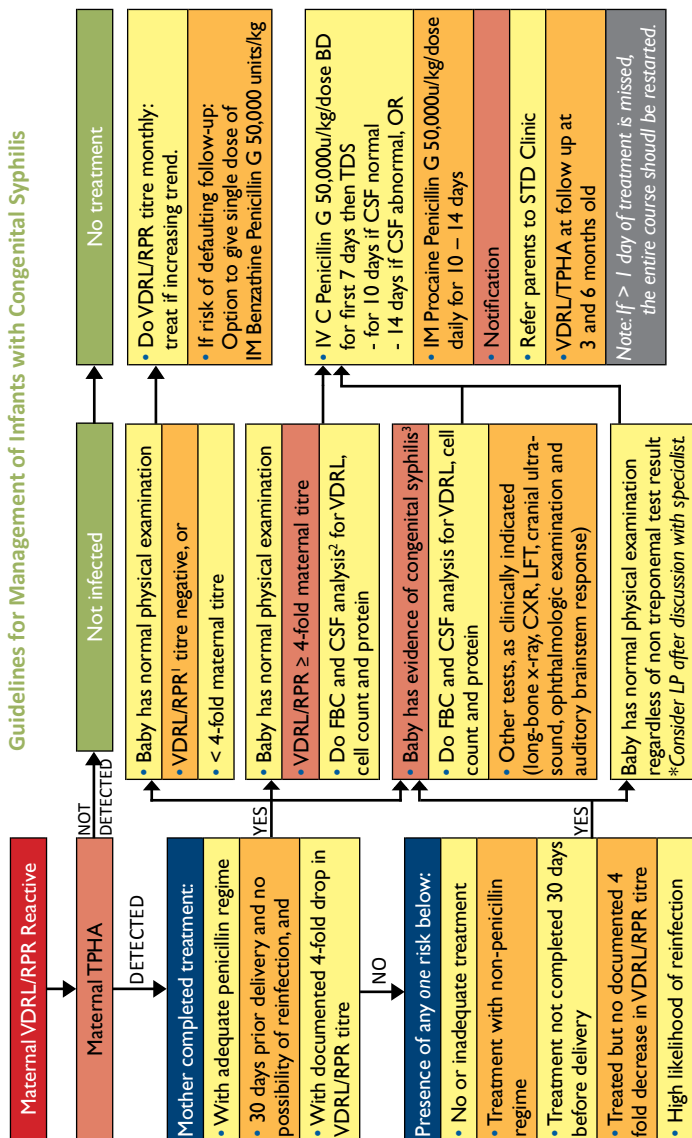 Guidelines for Management of Infants with Congenital Syphilis
Maternal VDRL/RPR Reactive
Maternal TPHA
NOT
DETECTED
Not infected
No treatment
DETECTED
Mother completed treatment:
• With adequate penicillin regime
• 30 days prior delivery and no
possibility of reinfection, and
• With documented 4-fold drop in
VDRL/RPR titre
YES
• Baby has normal physical examination
• VDRL/RPR¹ titre negative, or
• < 4-fold maternal titre
• Do VDRL/RPR titre monthly:
treat if increasing trend.
• If risk of defaulting follow-up:
Option to give single dose of
IM Benzathine Penicillin G 50,000 units/kg
• Baby has normal physical examination
• VDRL/RPR ≥ 4-fold maternal titre
• Do FBC and CSF analysis² for VDRL,
cell count and protein
NO
Presence of any one risk below:
• No or inadequate treatment
• Treatment with non-penicillin
regime
• Treatment not completed 30 days
before delivery
• Treated but no documented 4
fold decrease in VDRL/RPR titre
• High likelihood of reinfection
YES
• Baby has evidence of congenital syphilis³
• Do FBC and CSF analysis for VDRL, cell
count and protein
• Other tests, as clinically indicated
(long-bone x-ray, CXR, LFT, cranial ultra-
sound, ophthalmologic examination and
auditory brainstem response)
Baby has normal physical examination
regardless of non treponemal test result
*Consider LP after discussion with specialist.
• IV C Penicillin G 50,000u/kg/dose BD
for first 7 days then TDS
- for 10 days if CSF normal
- 14 days if CSF abnormal, OR
• IM Procaine Penicillin G 50,000u/kg/dose
daily for 10 – 14 days
• Notification
• Refer parents to STD Clinic
• VDRL/TPHA at follow up at
3 and 6 months old
Note: If > 1 day of treatment is missed,
the entire course shoudl be restarted.